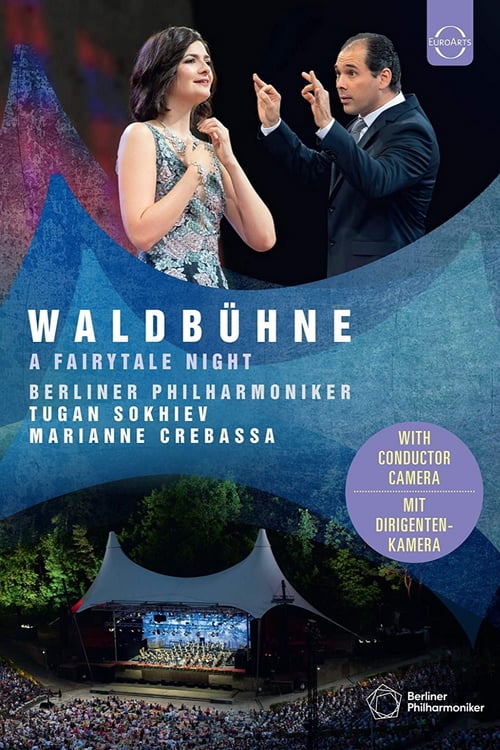 EUROARTS
WALDBÜHNE
A FAIRYTALE NIGHT
BERLINER PHILHARMONIKER
TUGAN SOKHIEV
MARIANNE CREBASSA
WITH
CONDUCTOR
CAMERA
MIT
DIRIGENTEN-
KAMERA
Berliner
Philharmoniker